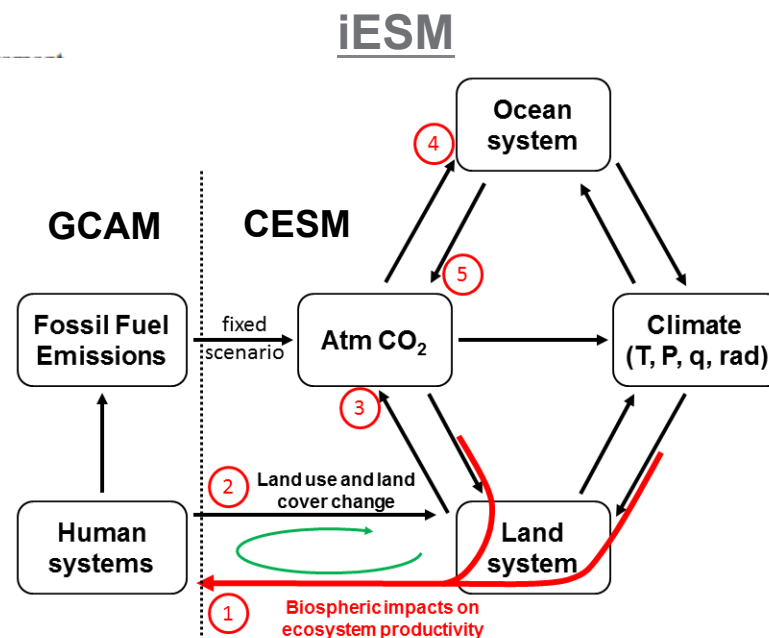 iESM
Ocean
system
4
GCAM
CESM
5
Fossil Fuel
Emissions
fixed
scenario
Atm CO₂
Climate
(T, P, q, rad)
3
2
Land use and land
cover change
Human
systems
Land
system
1
Biospheric impacts on
ecosystem productivity